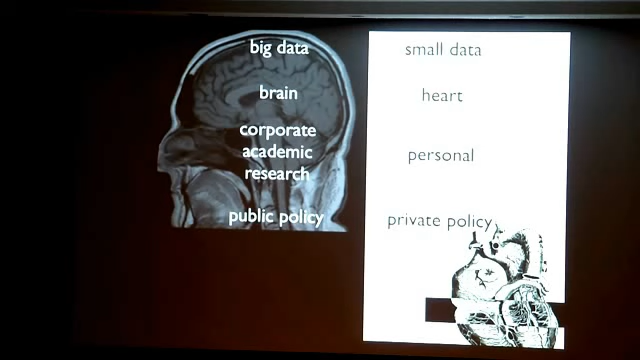 big data
brain
corporate
academic
research
public policy
small data
heart
personal
private policy